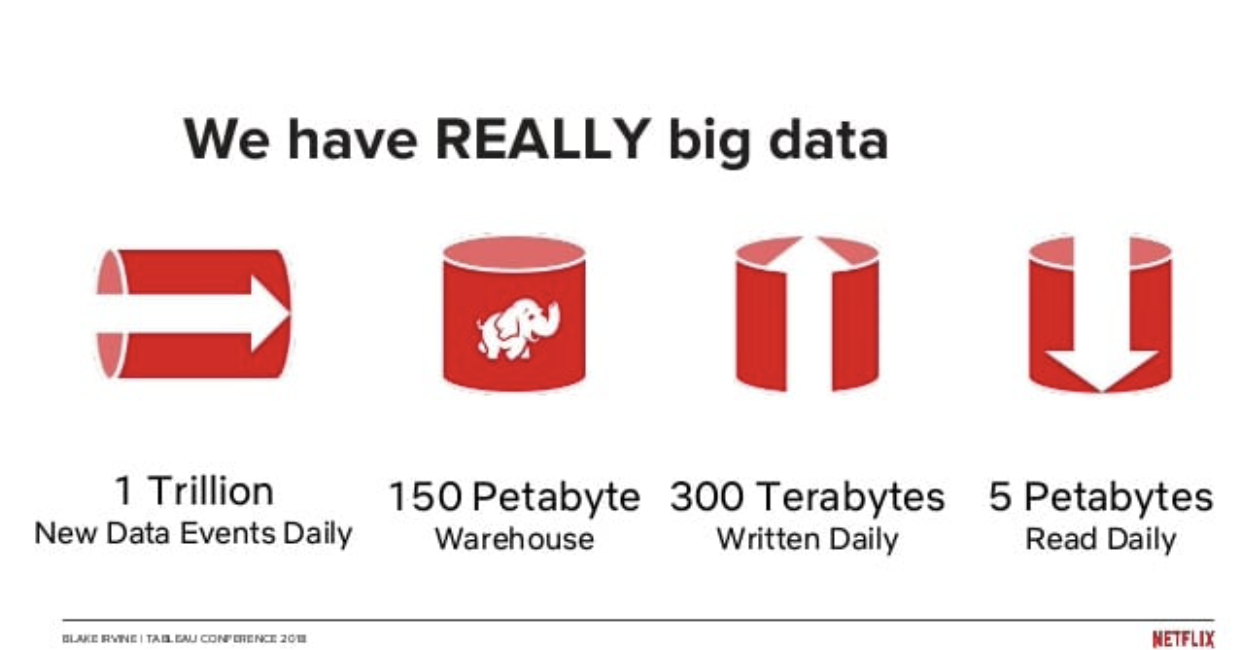 We have REALLY big data
1 Trillion
New Data Events Daily
150 Petabyte
Warehouse
300 Terabytes
Written Daily
5 Petabytes
Read Daily
BLAKE IRVINE | TABLEAU CONFERENCE 2018
NETFLIX